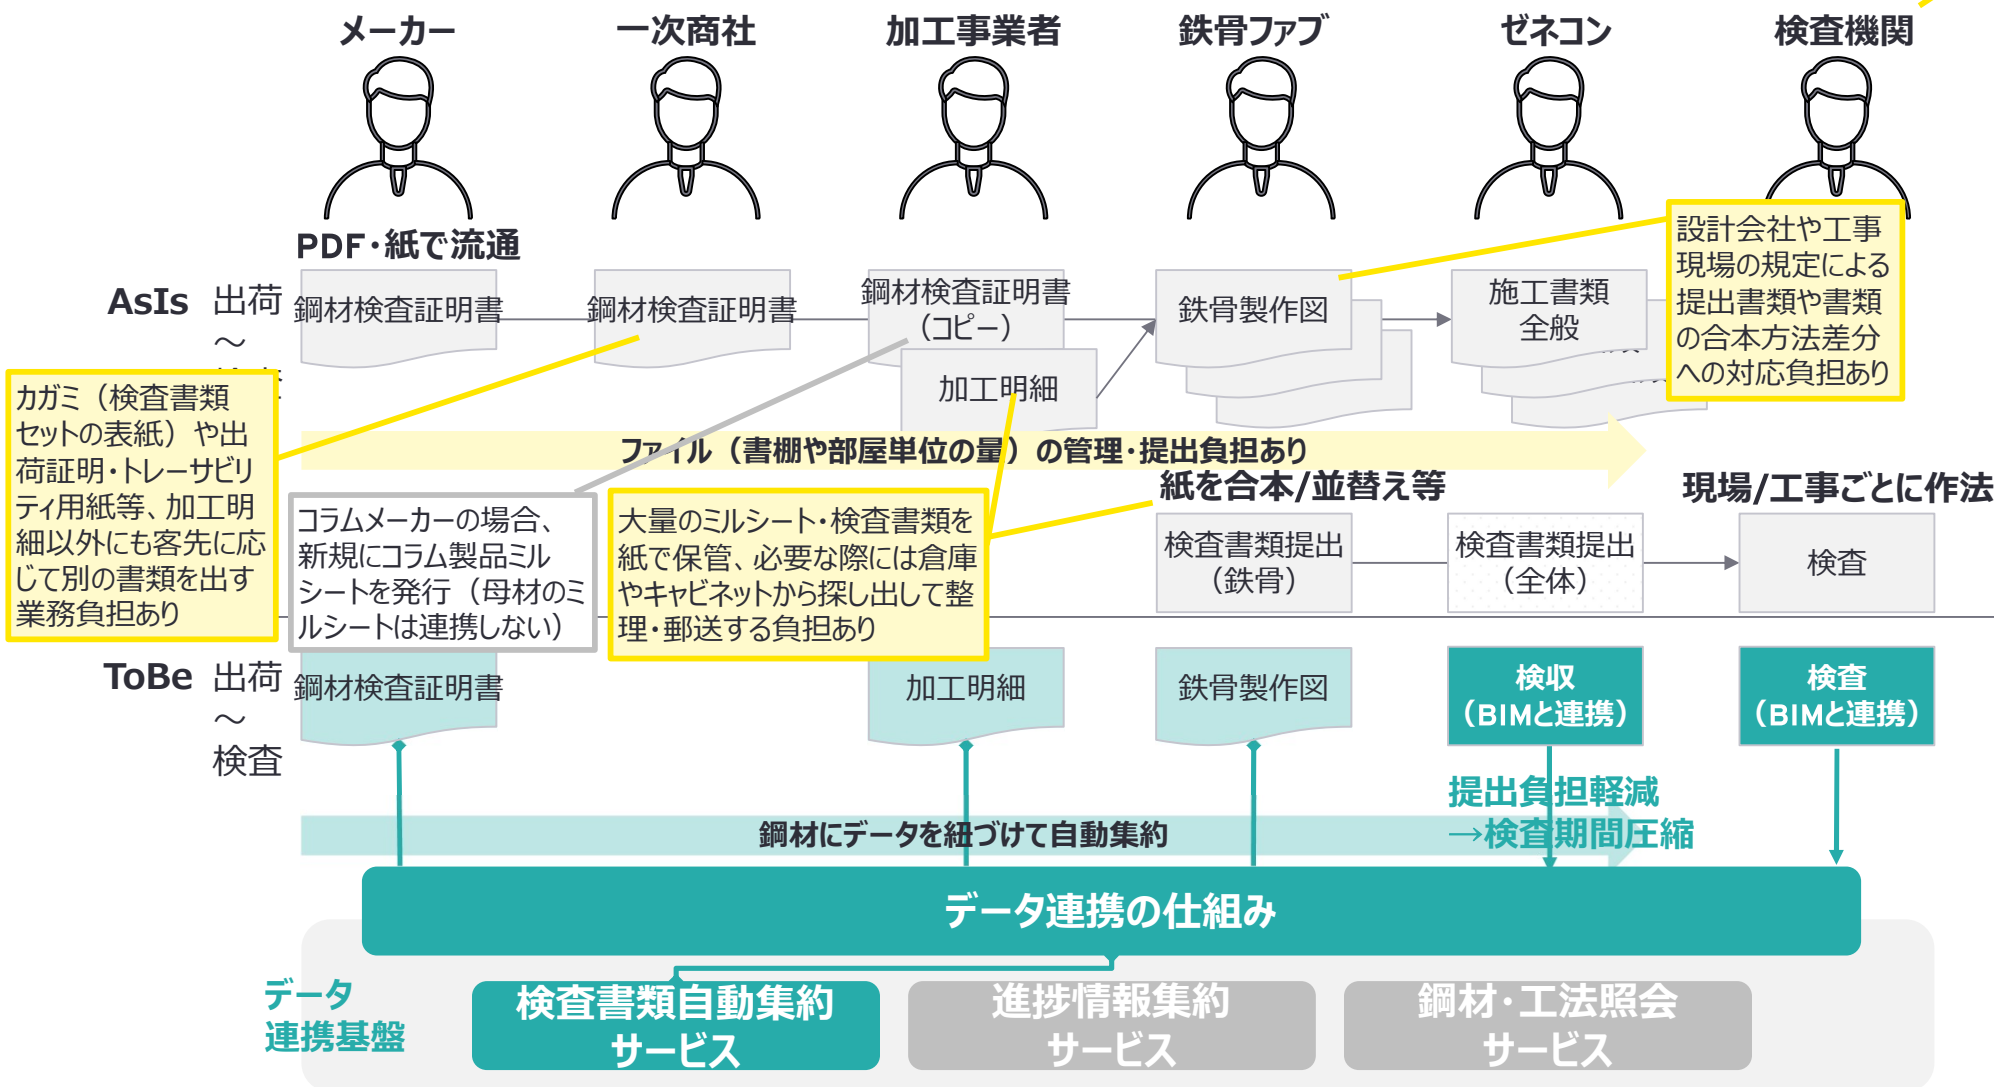 メーカー
一次商社
加工事業者
鉄骨ファブ
ゼネコン
検査機関
PDF・紙で流通
AsIs
出荷
～
鋼材検査証明書
鋼材検査証明書
鋼材検査証明書
（コピー）
加工明細
鉄骨製作図
施工書類
全般
設計会社や工事
現場の規定による
提出書類や書類
の合本方法差分
への対応負担あり
カガミ（検査書類
セットの表紙）や出
荷証明・トレーサビリ
ティ用紙等、加工明
細以外にも客先に応
じて別の書類を出す
業務負担あり
ファイル（書棚や部屋単位の量）の管理・提出負担あり
コラムメーカーの場合、
新規にコラム製品ミル
シートを発行（母材のミ
ルシートは連携しない）
大量のミルシート・検査書類を
紙で保管、必要な際には倉庫
やキャビネットから探し出して整
理・郵送する負担あり
紙を合本/並替え等
現場/工事ごとに作法
検査書類提出
（鉄骨）
検査書類提出
（全体）
検査
ToBe
出荷
～
検査
鋼材検査証明書
加工明細
鉄骨製作図
検収
（BIMと連携）
検査
（BIMと連携）
提出負担軽減
→検査期間圧縮
鋼材にデータを紐づけて自動集約
データ連携の仕組み
データ
連携基盤
検査書類自動集約
サービス
進捗情報集約
サービス
鋼材・工法照会
サービス